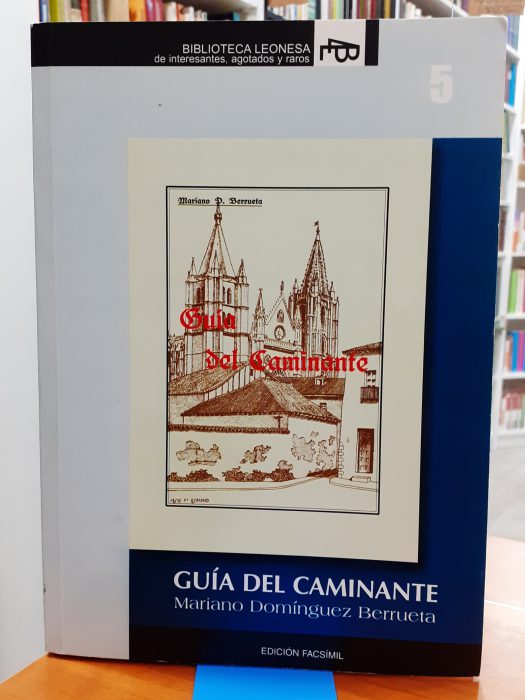 BIBLIOTECA LEONESA
de interesantes, agotados y raros
5
Mariano D. Berrueta
Guía
del Caminante
GUÍA DEL CAMINANTE
Mariano Domínguez Berrueta
EDICIÓN FACSÍMIL